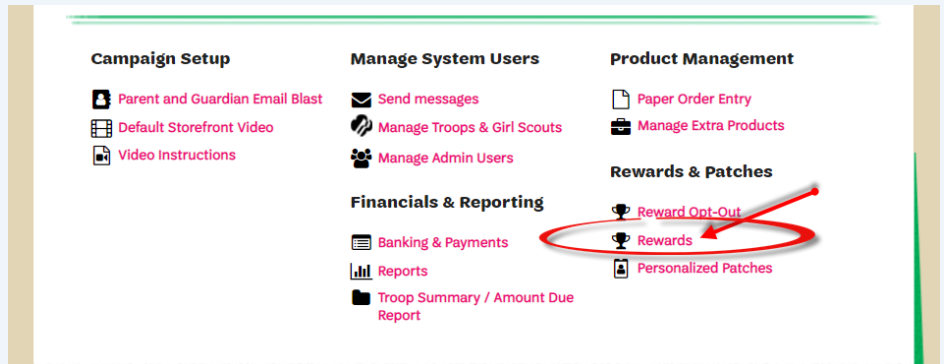 Campaign Setup
Parent and Guardian Email Blast
Default Storefront Video
Video Instructions
Manage System Users
Send messages
Manage Troops & Girl Scouts
Manage Admin Users
Financials & Reporting
Banking & Payments
Reports
Troop Summary / Amount Due
Report
Product Management
Paper Order Entry
Manage Extra Products
Rewards & Patches
Reward Opt-Out
Rewards
Personalized Patches